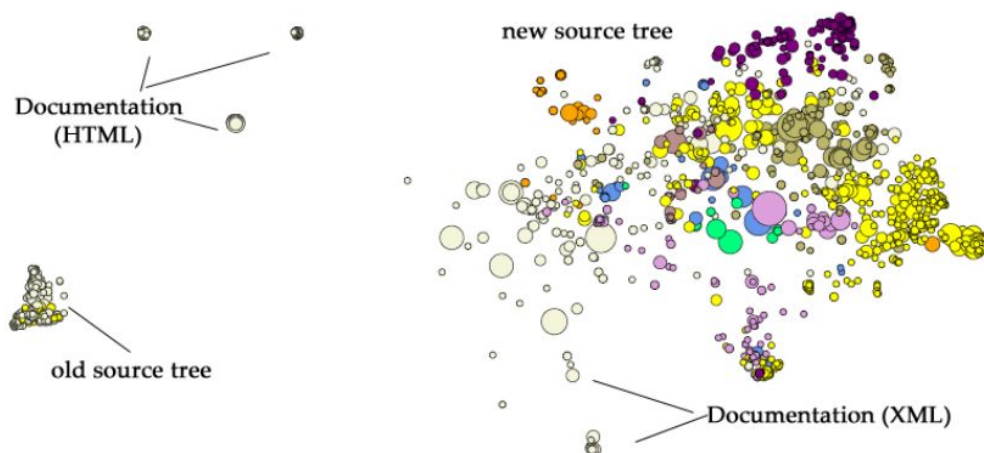 new source tree
Documentation
(HTML)
old source tree
Documentation (XML)